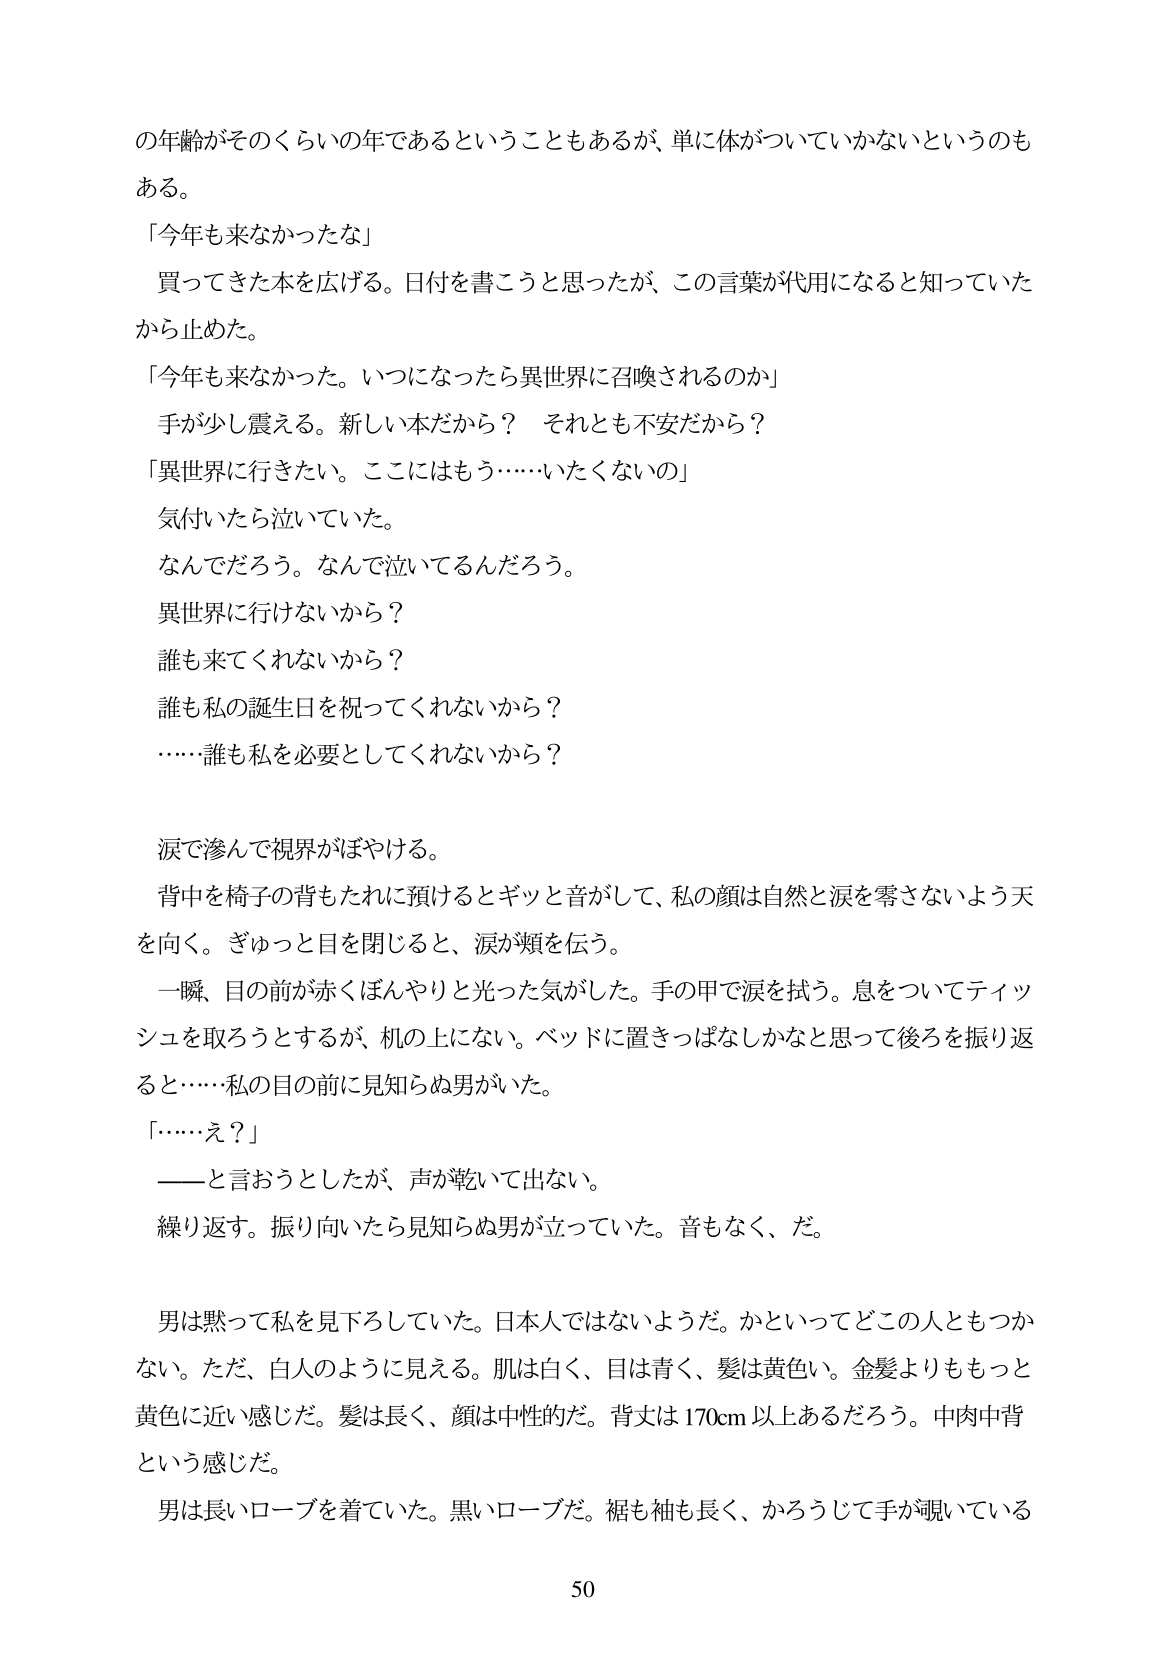 の年齢がそのくらいの年であるということもあるが、単に体がついていかないというのも
ある。
「今年も来なかったな」
　買ってきた本を広げる。日付を書こうと思ったが、この言葉が代用になると知っていた
から止めた。
「今年も来なかった。いつになったら異世界に召喚されるのか」
　手が少し震える。新しい本だから？　それとも不安だから？
「異世界に行きたい。ここにはもう……いたくないの」
　気付いたら泣いていた。
　なんでだろう。なんで泣いてるんだろう。
　異世界に行けないから？
　誰も来てくれないから？
　誰も私の誕生日を祝ってくれないから？
　……誰も私を必要としてくれないから？
　涙で滲んで視界がぼやける。
　背中を椅子の背もたれに預けるとギッと音がして、私の顔は自然と涙を零さないよう天
を向く。ぎゅっと目を閉じると、涙が頬を伝う。
　一瞬、目の前が赤くぼんやりと光った気がした。手の甲で涙を拭う。息をついてティッ
シュを取ろうとするが、机の上にない。ベッドに置きっぱなしかなと思って後ろを振り返
ると……私の目の前に見知らぬ男がいた。
「……え？」
　――と言おうとしたが、声が乾いて出ない。
　繰り返す。振り向いたら見知らぬ男が立っていた。音もなく、だ。
　男は黙って私を見下ろしていた。日本人ではないようだ。かといってどこの人ともつか
ない。ただ、白人のように見える。肌は白く、目は青く、髪は黄色い。金髪よりももっと
黄色に近い感じだ。髪は長く、顔は中性的だ。背丈は 170cm 以上あるだろう。中肉中背
という感じだ。
　男は長いローブを着ていた。黒いローブだ。裾も袖も長く、かろうじて手が覗いている
50